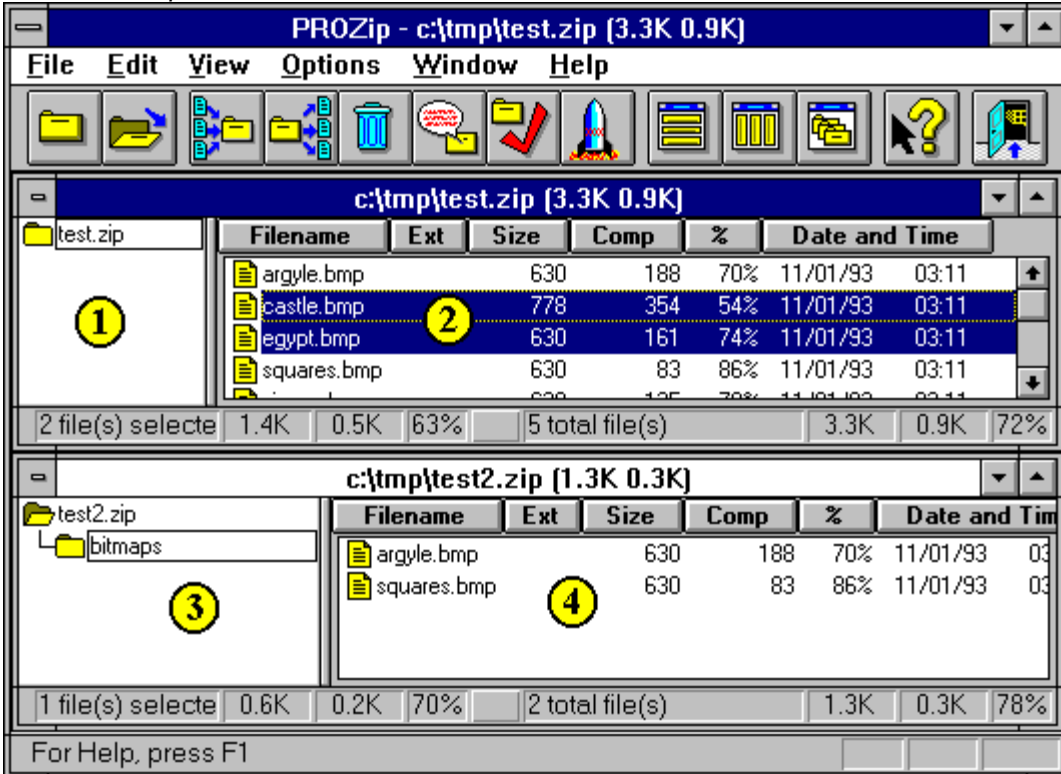 PROZip - c:\tmp\test.zip (3.3K 0.9K)
File Edit View Options Window Help
c:\tmp\test.zip (3.3K 0.9K)
test.zip
Filename Ext Size Comp % Date and Time
argyle.bmp 630 188 70% 11/01/93 03:11
castle.bmp 778 354 54% 11/01/93 03:11
egypt.bmp 630 161 74% 11/01/93 03:11
squares.bmp 630 83 86% 11/01/93 03:11
1
2
2 file(s) selecte 1.4K 0.5K 63% 5 total file(s) 3.3K 0.9K 72%
c:\tmp\test2.zip (1.3K 0.3K)
test2.zip
bitmaps
Filename Ext Size Comp % Date and Tim
argyle.bmp 630 188 70% 11/01/93 03
squares.bmp 630 83 86% 11/01/93 03
3
4
1 file(s) selecte 0.6K 0.2K 70% 2 total file(s) 1.3K 0.3K 78%
For Help, press F1